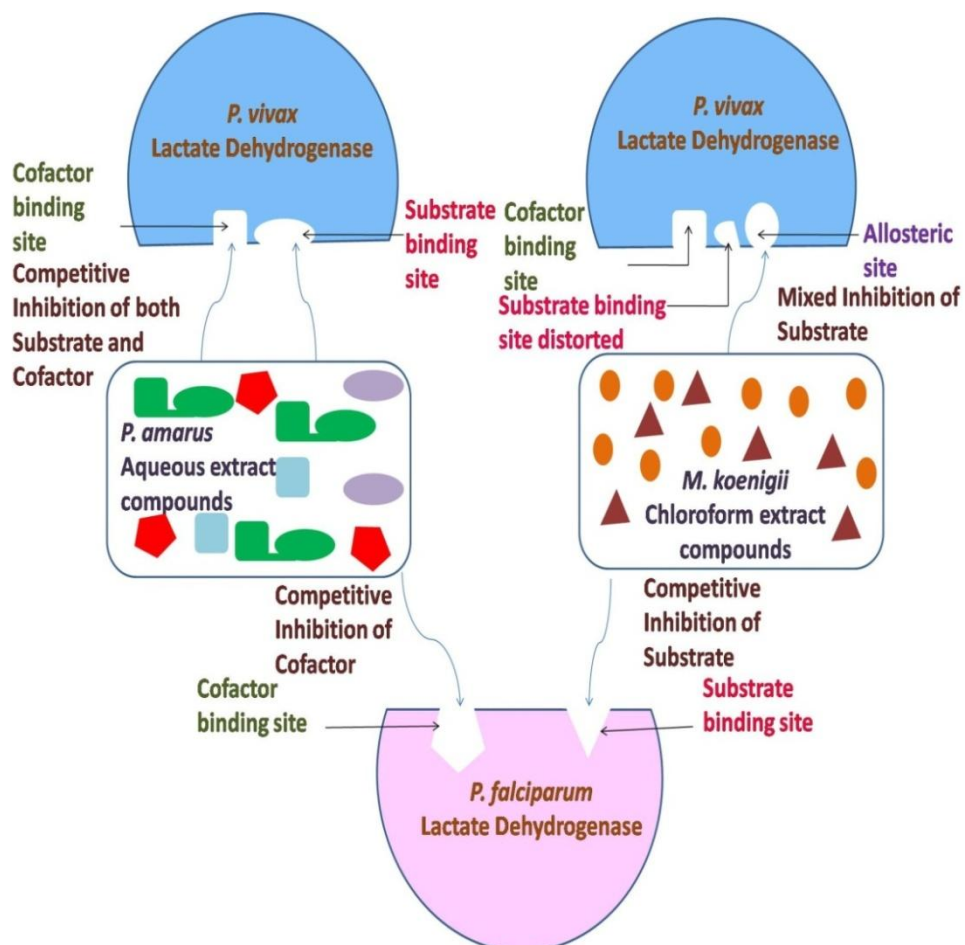 P. vivax
Lactate Dehydrogenase
Cofactor
binding
site
Substrate
binding
site
Competitive
Inhibition of both
Substrate and
Cofactor
P. vivax
Lactate Dehydrogenase
Cofactor
binding
site
Substrate binding
site distorted
Allosteric
site
Mixed Inhibition of
Substrate
P. amarus
Aqueous extract
compounds
M. koenigii
Chloroform extract
compounds
Competitive
Inhibition of
Cofactor
Competitive
Inhibition of
Substrate
Cofactor
binding site
Substrate
binding site
P. falciparum
Lactate Dehydrogenase